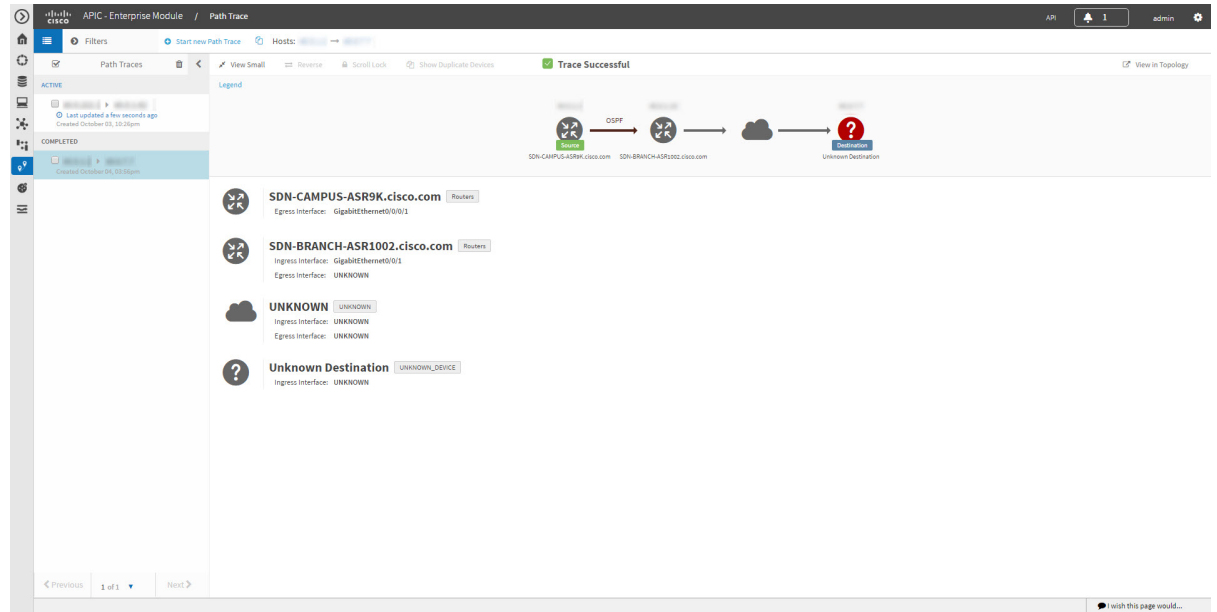 cisco APIC - Enterprise Module / Path Trace API 1 admin
Filters Start new Path Trace Hosts:
Path Traces View Small Reverse Scroll Lock Show Duplicate Devices Trace Successful View in Topology
ACTIVE
Legend
Last updated a few seconds ago
Created October 03, 10:26pm
COMPLETED
OSPF
Source
Destination
SDN-CAMPUS-ASR9K.cisco.com SDN-BRANCH-ASR1002.cisco.com Unknown Destination
SDN-CAMPUS-ASR9K.cisco.com Routers
Egress Interface: GigabitEthernet0/0/0/1
SDN-BRANCH-ASR1002.cisco.com Routers
Ingress Interface: GigabitEthernet0/0/1
Egress Interface: UNKNOWN
UNKNOWN UNKNOWN
Ingress Interface: UNKNOWN
Egress Interface: UNKNOWN
Unknown Destination UNKNOWN_DEVICE
Ingress Interface: UNKNOWN
Previous 1 of 1 Next
I wish this page would...